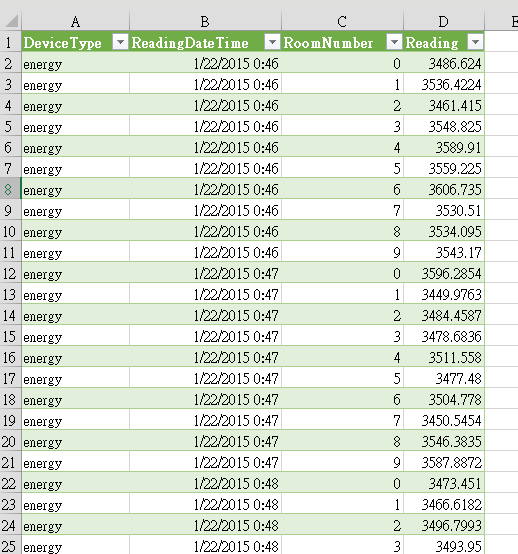 A B C D E
1 DeviceType ReadingDateTime RoomNumber Reading
2 energy 1/22/2015 0:46 0 3486.624
3 energy 1/22/2015 0:46 1 3536.4224
4 energy 1/22/2015 0:46 2 3461.415
5 energy 1/22/2015 0:46 3 3548.825
6 energy 1/22/2015 0:46 4 3589.91
7 energy 1/22/2015 0:46 5 3559.225
8 energy 1/22/2015 0:46 6 3606.735
9 energy 1/22/2015 0:46 7 3530.51
10 energy 1/22/2015 0:46 8 3534.095
11 energy 1/22/2015 0:46 9 3543.17
12 energy 1/22/2015 0:47 0 3596.2854
13 energy 1/22/2015 0:47 1 3449.9763
14 energy 1/22/2015 0:47 2 3484.4587
15 energy 1/22/2015 0:47 3 3478.6836
16 energy 1/22/2015 0:47 4 3511.558
17 energy 1/22/2015 0:47 5 3477.48
18 energy 1/22/2015 0:47 6 3504.778
19 energy 1/22/2015 0:47 7 3450.5454
20 energy 1/22/2015 0:47 8 3546.3835
21 energy 1/22/2015 0:47 9 3587.8872
22 energy 1/22/2015 0:48 0 3473.451
23 energy 1/22/2015 0:48 1 3466.6182
24 energy 1/22/2015 0:48 2 3496.7993
25 energy 1/22/2015 0:48 3 3493.95